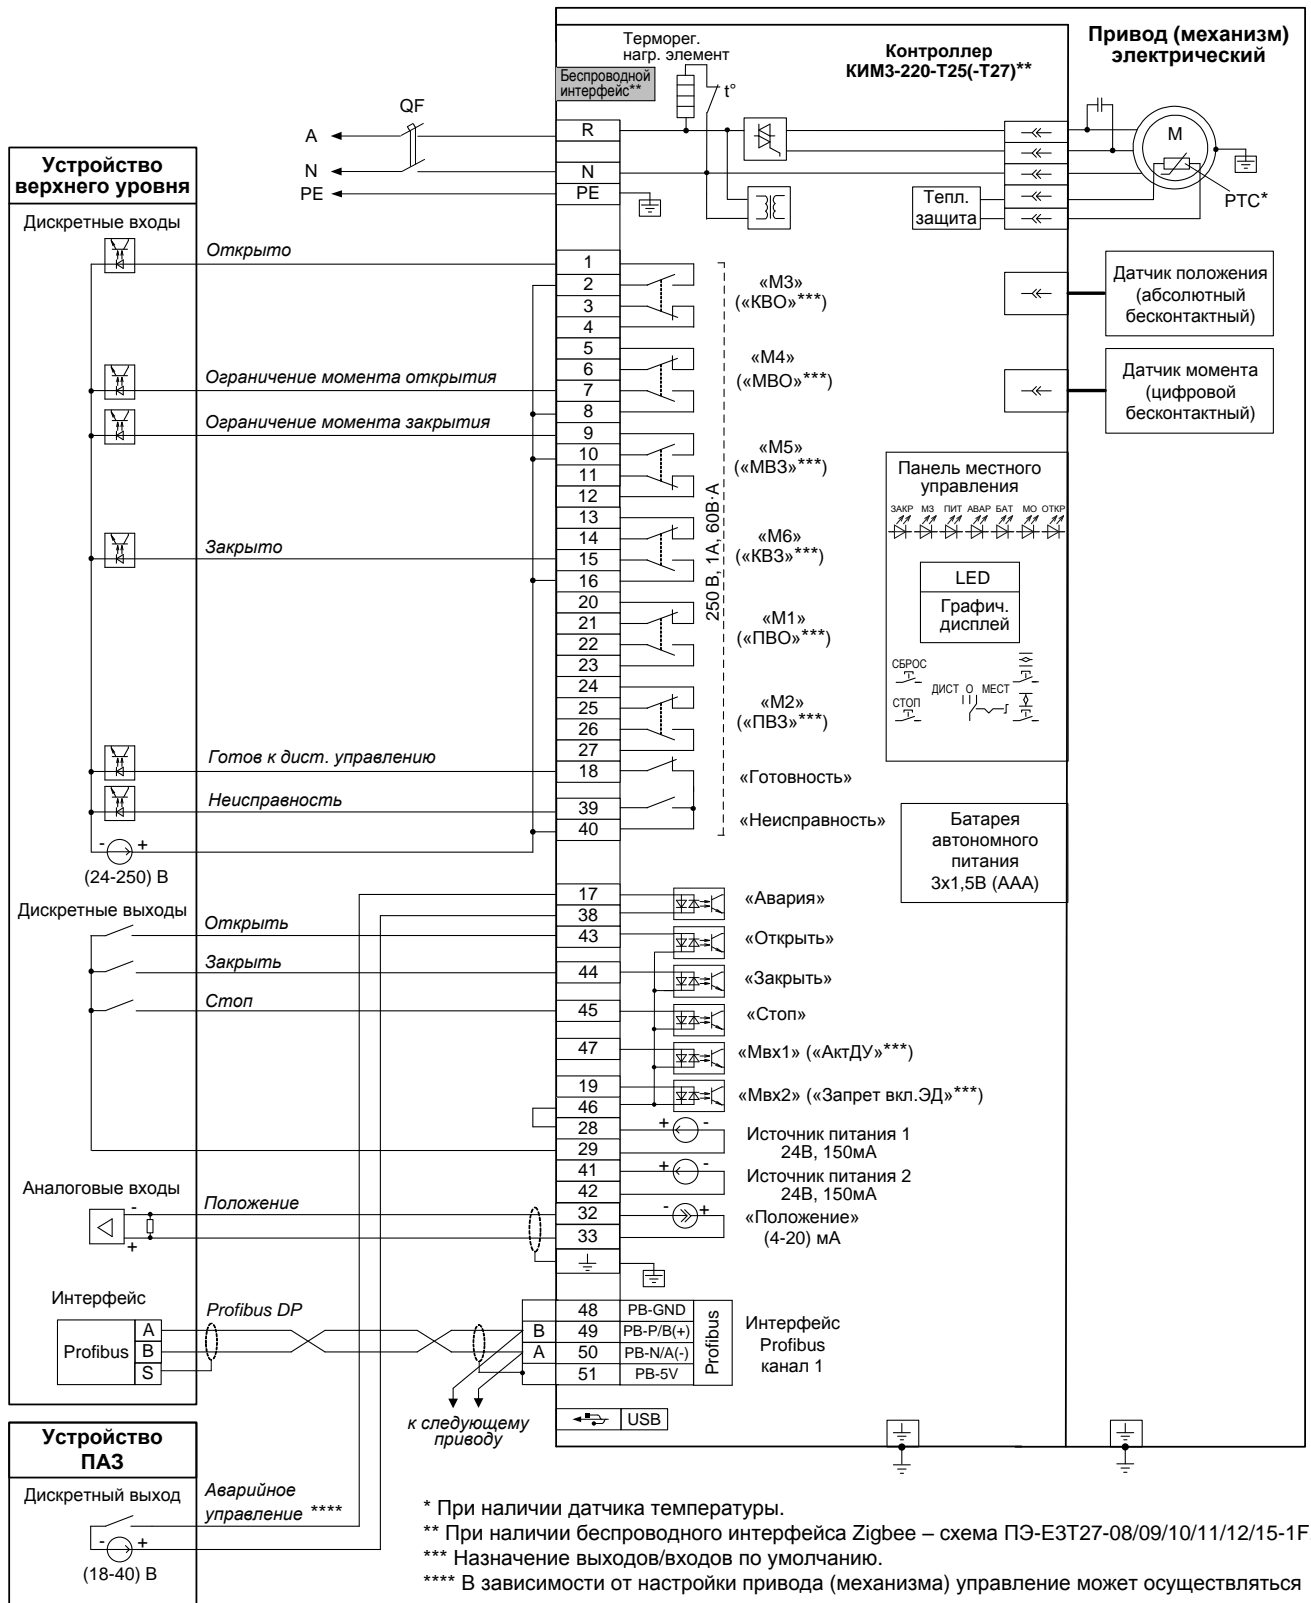 Терморег.
нагр. элемент
Беспроводной
интерфейс**
t°
Контроллер
КИМ3-220-Т25(-Т27)**
Привод (механизм)
электрический
QF
A
N
PE
R
N
PE
Тепл.
защита
M
PTC*
Устройство
верхнего уровня
Дискретные входы
Открыто
Ограничение момента открытия
Ограничение момента закрытия
Закрыто
Готов к дист. управлению
Неисправность
- +
(24-250) В
1
2
3
4
5
6
7
8
9
10
11
12
13
14
15
16
20
21
22
23
24
25
26
27
18
39
40
«М3»
(«КВО»***)
«М4»
(«МВО»***)
«М5»
(«МВЗ»***)
«М6»
(«КВЗ»***)
«М1»
(«ПВО»***)
«М2»
(«ПВЗ»***)
«Готовность»
«Неисправность»
250 В, 1А, 60В·А
Датчик положения
(абсолютный
бесконтактный)
Датчик момента
(цифровой
бесконтактный)
Панель местного
управления
ЗАКР МЗ ПИТ АВАР БАТ МО ОТКР
LED
Графич.
дисплей
СБРОС
СТОП
ДИСТ О МЕСТ
Батарея
автономного
питания
3х1,5В (ААА)
Дискретные выходы
Открыть
Закрыть
Стоп
17
38
43
44
45
47
19
46
28
29
41
42
32
33
«Авария»
«Открыть»
«Закрыть»
«Стоп»
«Мвх1» («АктДУ»***)
«Мвх2» («Запрет вкл.ЭД»***)
+ -
Источник питания 1
24В, 150мА
+ -
Источник питания 2
24В, 150мА
- +
«Положение»
(4-20) мА
Аналоговые входы
Положение
-
+
Интерфейс
Profibus
A
B
S
Profibus DP
B
A
48 PB-GND
49 PB-P/B(+)
50 PB-N/A(-)
51 PB-5V
Profibus
Интерфейс
Profibus
канал 1
к следующему
приводу
USB
Устройство
ПАЗ
Дискретный выход
Аварийное
управление ****
- +
(18-40) В
* При наличии датчика температуры.
** При наличии беспроводного интерфейса Zigbee – схема ПЭ-Е3Т27-08/09/10/11/12/15-1F
*** Назначение выходов/входов по умолчанию.
**** В зависимости от настройки привода (механизма) управление может осуществляться